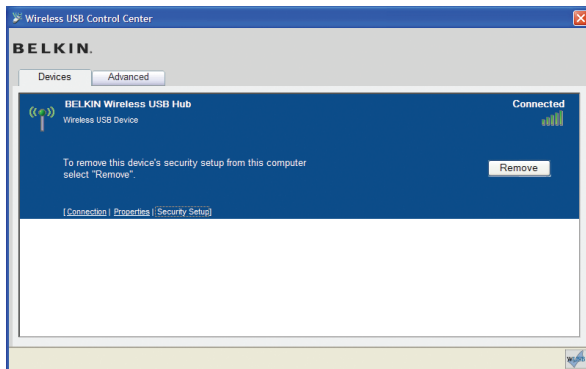 Wireless USB Control Center
BELKIN.
Devices Advanced
BELKIN Wireless USB Hub
Connected
Wireless USB Device
To remove this device's security setup from this computer
select "Remove".
Remove
[ Connection | Properties | Security Setup]